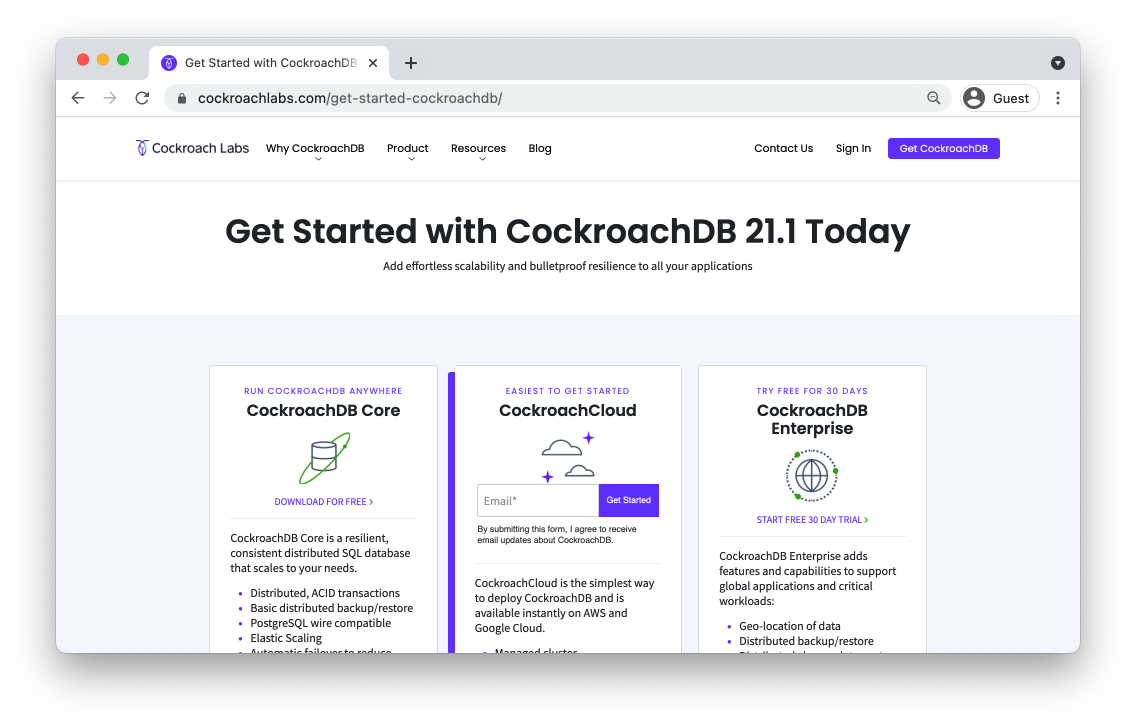 Get Started with CockroachDB
cockroachlabs.com/get-started-cockroachdb/
Guest
Cockroach Labs
Why CockroachDB
Product
Resources
Blog
Contact Us
Sign In
Get CockroachDB
Get Started with CockroachDB 21.1 Today
Add effortless scalability and bulletproof resilience to all your applications
RUN COCKROACHDB ANYWHERE
CockroachDB Core
DOWNLOAD FOR FREE >
CockroachDB Core is a resilient,
consistent distributed SQL database
that scales to your needs.
• Distributed, ACID transactions
• Basic distributed backup/restore
• PostgreSQL wire compatible
• Elastic Scaling
• Automatic failover to reduce
EASIEST TO GET STARTED
CockroachCloud
Email*
Get Started
By submitting this form, I agree to receive
email updates about CockroachDB.
CockroachCloud is the simplest way
to deploy CockroachDB and is
available instantly on AWS and
Google Cloud.
• Managed cluster
TRY FREE FOR 30 DAYS
CockroachDB
Enterprise
START FREE 30 DAY TRIAL >
CockroachDB Enterprise adds
features and capabilities to support
global applications and critical
workloads:
• Geo-location of data
• Distributed backup/restore